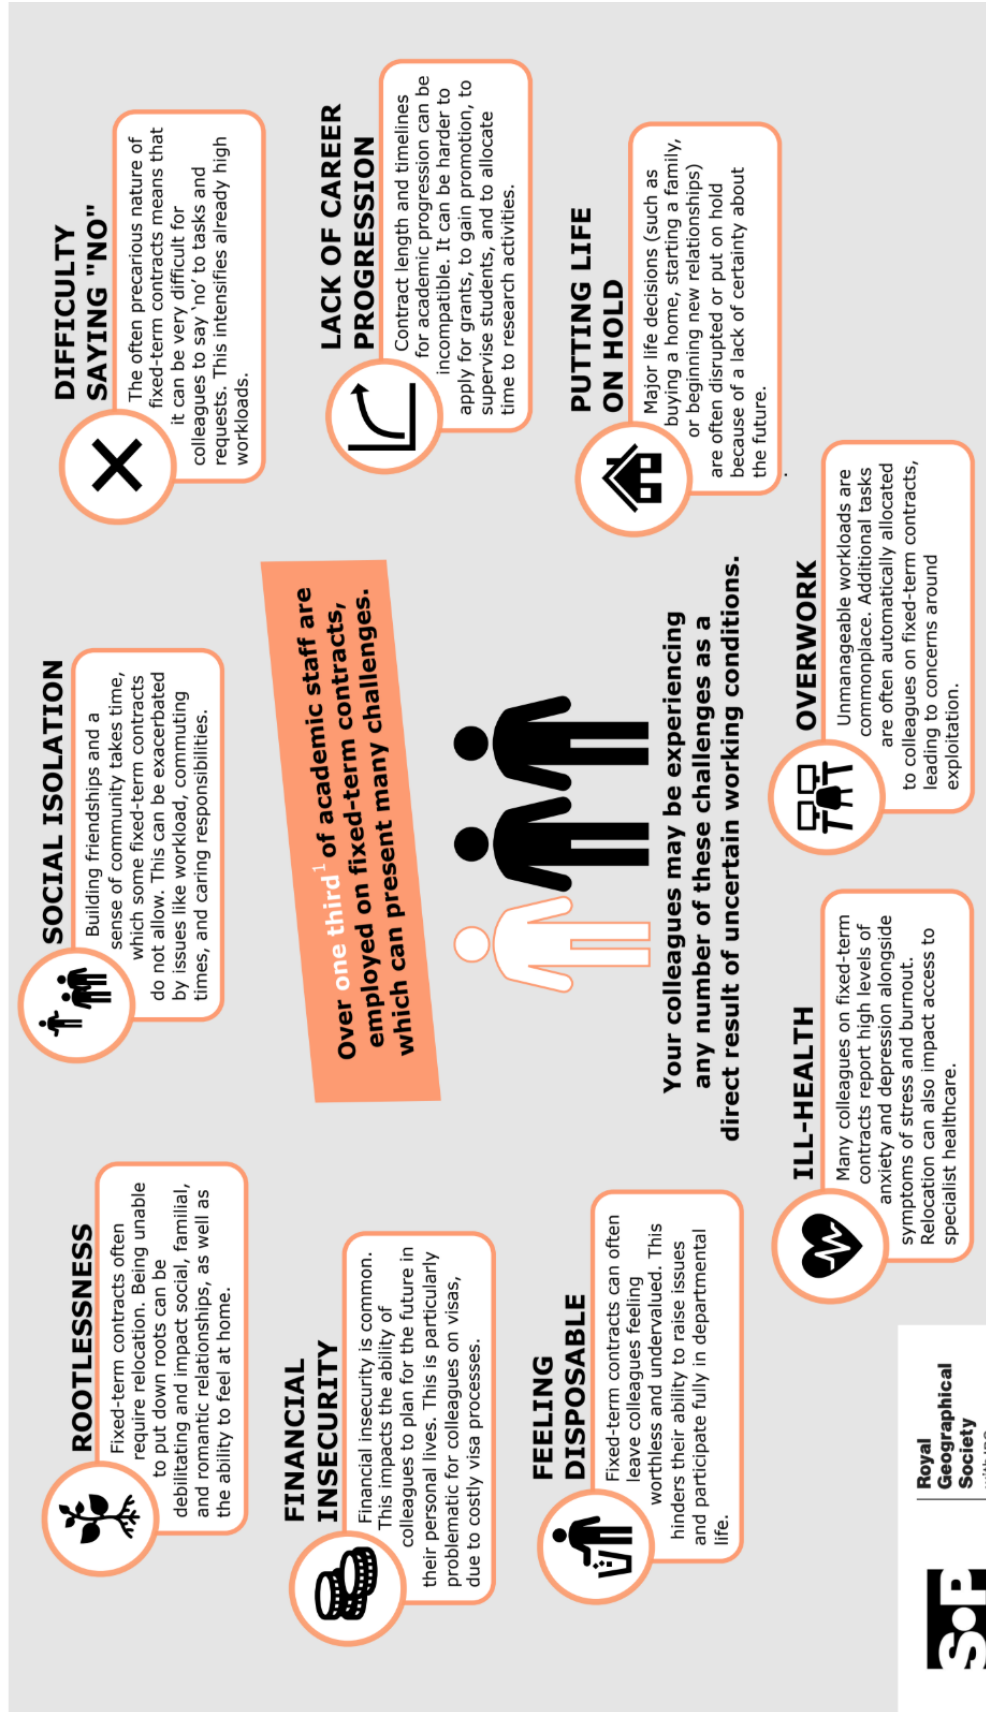 ROOTLESSNESS
Fixed-term contracts often
require relocation. Being unable
to put down roots can be
debilitating and impact social, familial,
and romantic relationships, as well as
the ability to feel at home.
SOCIAL ISOLATION
Building friendships and a
sense of community takes time,
which some fixed-term contracts
do not allow. This can be exacerbated
by issues like workload, commuting
times, and caring responsibilities.
DIFFICULTY
SAYING "NO"
The often precarious nature of
fixed-term contracts means that
it can be very difficult for
colleagues to say ‘no’ to tasks and
requests. This intensifies already high
workloads.
FINANCIAL
INSECURITY
Financial insecurity is common.
This impacts the ability of
colleagues to plan for the future in
their personal lives. This is particularly
problematic for colleagues on visas,
due to costly visa processes.
Over one third¹ of academic staff are
employed on fixed-term contracts,
which can present many challenges.
LACK OF CAREER
PROGRESSION
Contract length and timelines
for academic progression can be
incompatible. It can be harder to
apply for grants, to gain promotion, to
supervise students, and to allocate
time to research activities.
FEELING
DISPOSABLE
Fixed-term contracts can often
leave colleagues feeling
worthless and undervalued. This
hinders their ability to raise issues
and participate fully in departmental
life.
Your colleagues may be experiencing
any number of these challenges as a
direct result of uncertain working conditions.
PUTTING LIFE
ON HOLD
Major life decisions (such as
buying a home, starting a family,
or beginning new relationships)
are often disrupted or put on hold
because of a lack of certainty about
the future.
.
ILL-HEALTH
Many colleagues on fixed-term
contracts report high levels of
anxiety and depression alongside
symptoms of stress and burnout.
Relocation can also impact access to
specialist healthcare.
OVERWORK
Unmanageable workloads are
commonplace. Additional tasks
are often automatically allocated
to colleagues on fixed-term contracts,
leading to concerns around
exploitation.
Royal
Geographical
Society